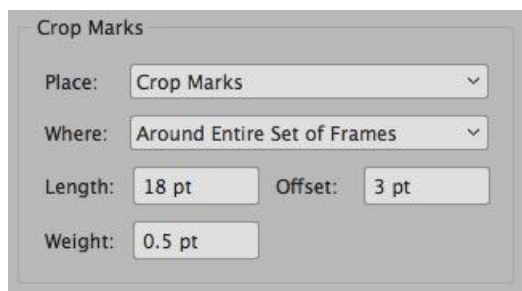 Crop Marks
Place: Crop Marks
Where: Around Entire Set of Frames
Length: 18 pt Offset: 3 pt
Weight: 0.5 pt